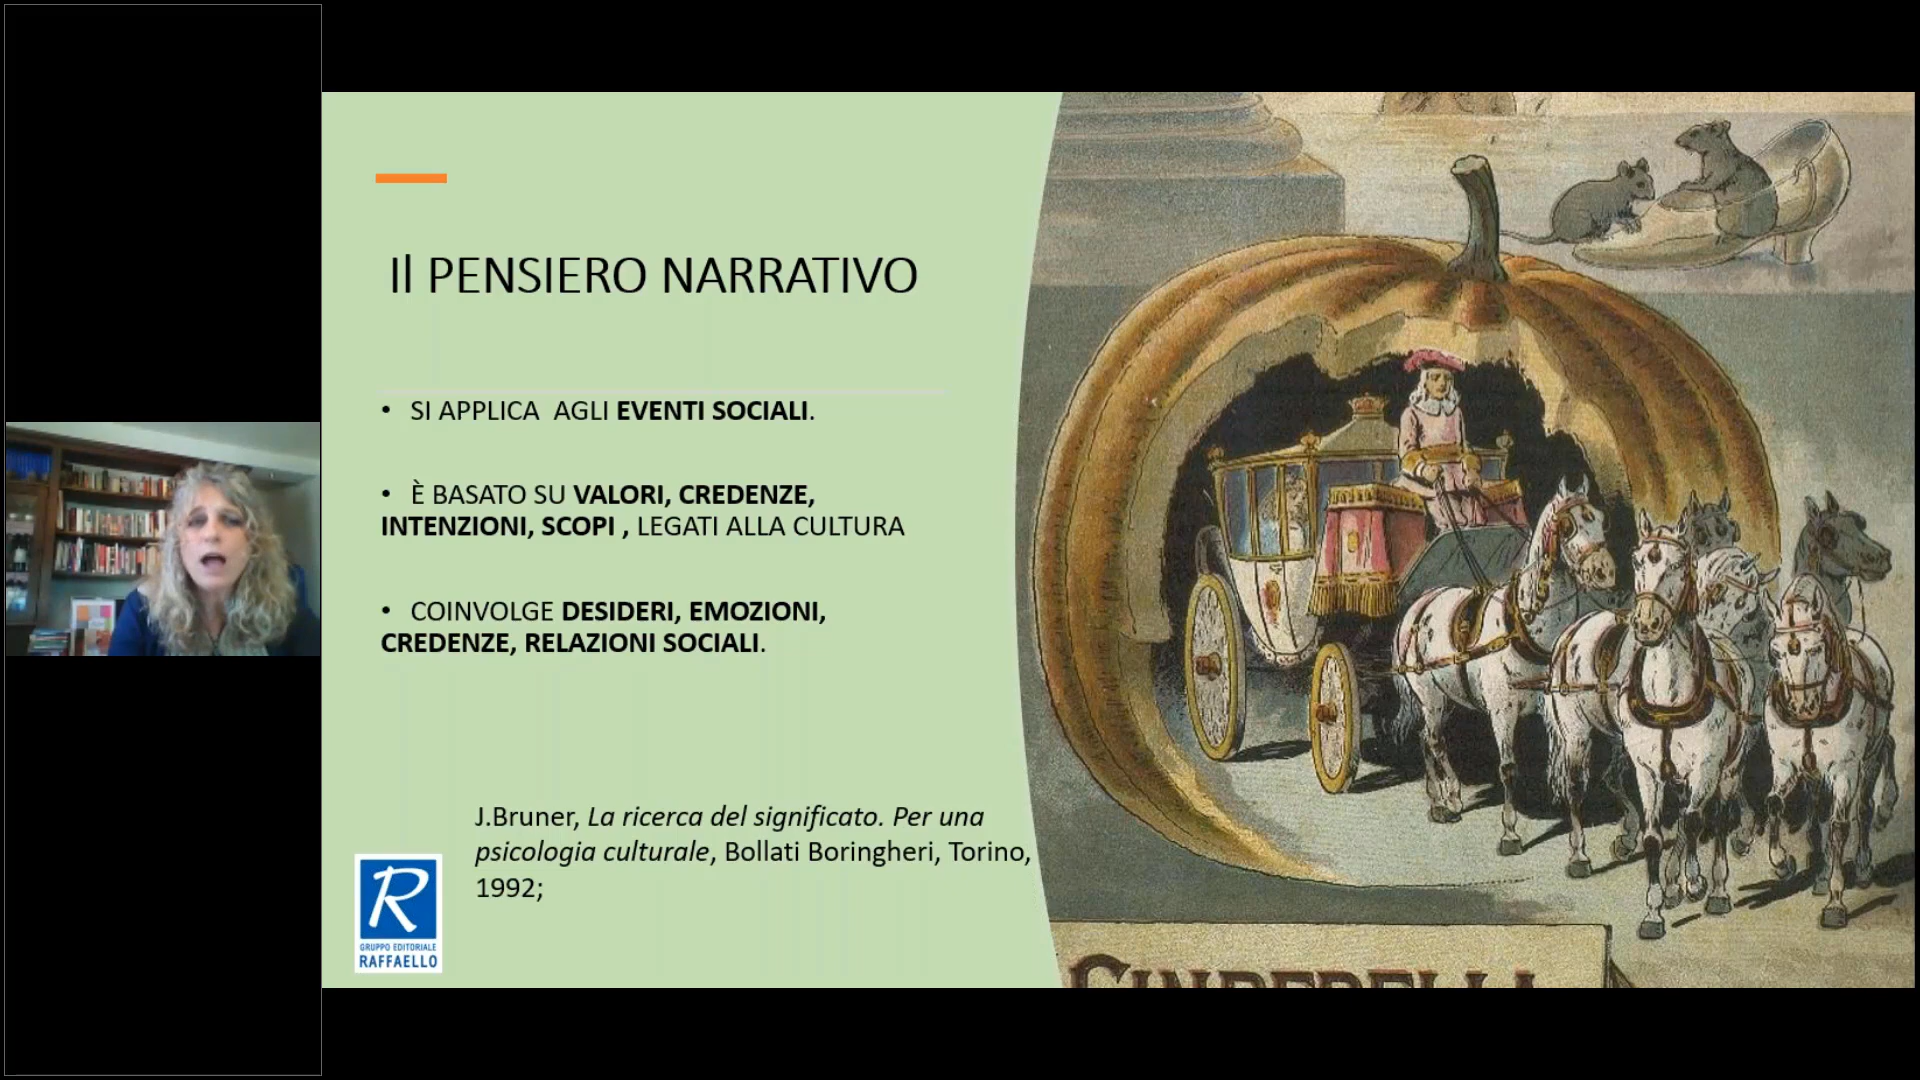 Il PENSIERO NARRATIVO
• SI APPLICA AGLI EVENTI SOCIALI.
• È BASATO SU VALORI, CREDENZE,
INTENZIONI, SCOPI , LEGATI ALLA CULTURA
• COINVOLGE DESIDERI, EMOZIONI,
CREDENZE, RELAZIONI SOCIALI.
J.Bruner, La ricerca del significato. Per una
psicologia culturale, Bollati Boringheri, Torino,
1992;
R
GRUPPO EDITORIALE
RAFFAELLO
CINDERELLA